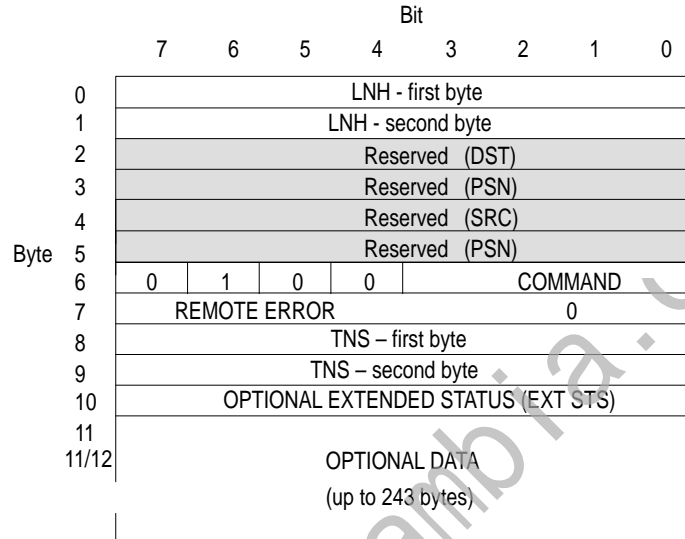 Bit
7 6 5 4 3 2 1 0
0 LNH - first byte
1 LNH - second byte
2 Reserved (DST)
3 Reserved (PSN)
4 Reserved (SRC)
Byte 5 Reserved (PSN)
6 0 1 0 0 COMMAND
7 REMOTE ERROR 0
8 TNS – first byte
9 TNS – second byte
10 OPTIONAL EXTENDED STATUS (EXT STS)
11
11/12 OPTIONAL DATA
(up to 243 bytes)
ambia.